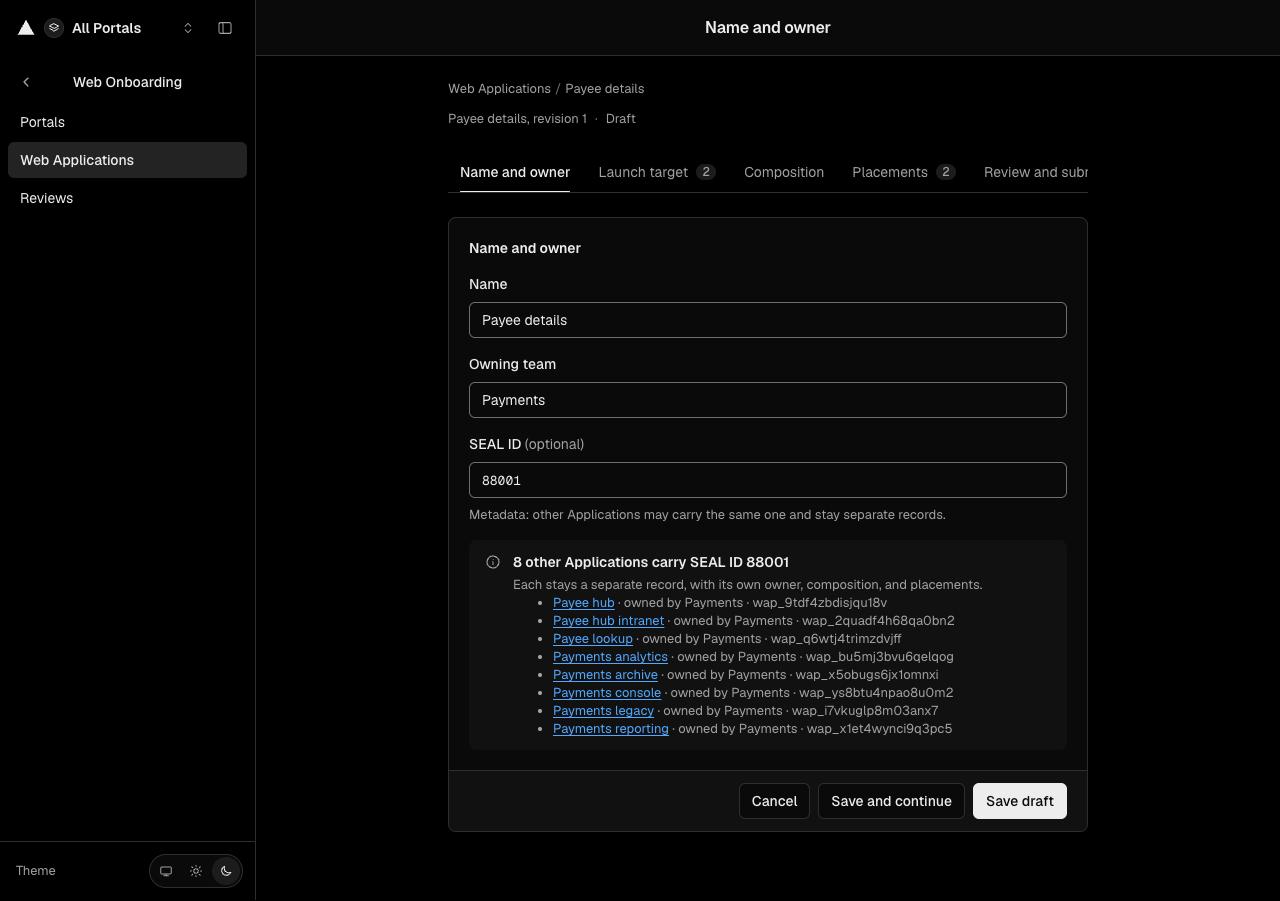 All Portals
Name and owner
Web Onboarding
Portals
Web Applications
Reviews
Web Applications / Payee details
Payee details, revision 1 · Draft
Name and owner Launch target 2 Composition Placements 2 Review and subm
Name and owner
Name
Payee details
Owning team
Payments
SEAL ID (optional)
88001
Metadata: other Applications may carry the same one and stay separate records.
8 other Applications carry SEAL ID 88001
Each stays a separate record, with its own owner, composition, and placements.
• Payee hub · owned by Payments · wap_9tdf4zbdisjqu18v
• Payee hub intranet · owned by Payments · wap_2quadf4h68qa0bn2
• Payee lookup · owned by Payments · wap_q6wtj4trimzdvjff
• Payments analytics · owned by Payments · wap_bu5mj3bvu6qelqog
• Payments archive · owned by Payments · wap_x5obugs6jx1omnxi
• Payments console · owned by Payments · wap_ys8btu4npao8u0m2
• Payments legacy · owned by Payments · wap_i7vkuglp8m03anx7
• Payments reporting · owned by Payments · wap_x1et4wynci9q3pc5
Cancel Save and continue Save draft
Theme